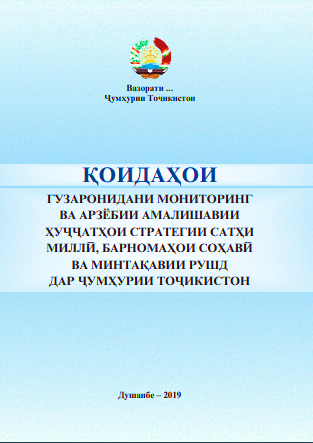 Вазорати ...
Ҷумҳурии Тоҷикистон
ҚОИДАҲОИ
ГУЗАРОНИДАНИ МОНИТОРИНГ
ВА АРЗЁБИИ АМАЛИШАВИИ
ҲУҶҶАТҲОИ СТРАТЕГИИ САТҲИ
МИЛЛӢ, БАРНОМАҲОИ СОҲАВӢ
ВА МИНТАҚАВИИ РУШД
ДАР ҶУМҲУРИИ ТОҶИКИСТОН
Душанбе – 2019